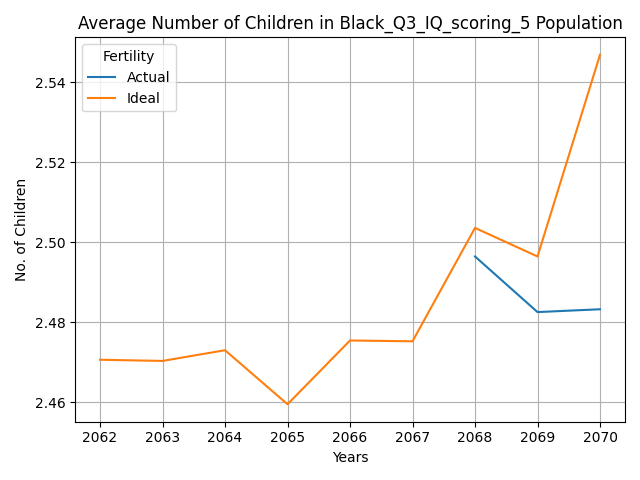 Average Number of Children in Black_Q3_IQ_scoring_5 Population
Fertility
Actual
Ideal
No. of Children
2.54
2.52
2.50
2.48
2.46
2062 2063 2064 2065 2066 2067 2068 2069 2070
Years